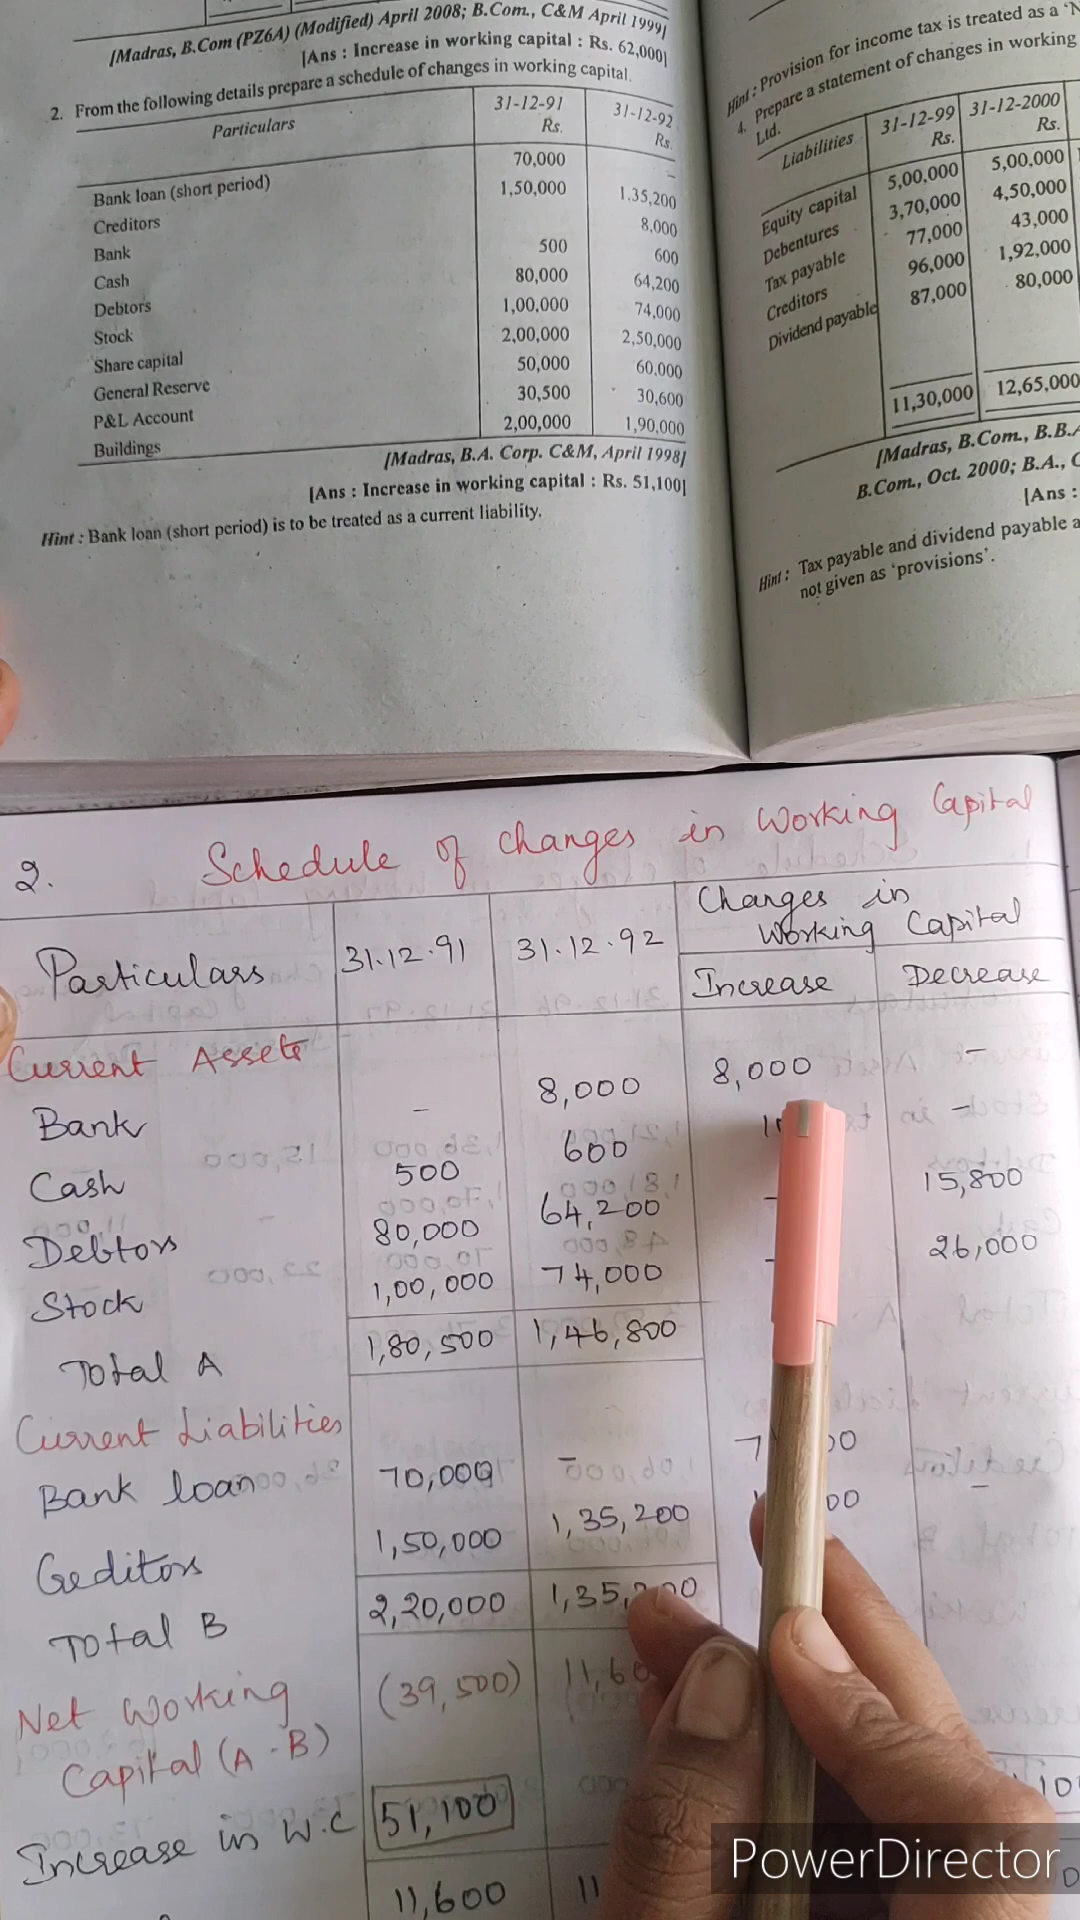 [Madras, B.Com (PZ6A) (Modified) April 2008; B.Com., C&M April 1999]
[Ans : Increase in working capital : Rs. 62,000]
2. From the following details prepare a schedule of changes in working capital.
Particulars 31-12-91 Rs. 31-12-92 Rs.
Bank loan (short period) 70,000 –
Creditors 1,50,000 1,35,200
Bank 8,000
Cash 500 600
Debtors 80,000 64,200
Stock 1,00,000 74,000
Share capital 2,00,000 2,50,000
General Reserve 50,000 60,000
P&L Account 30,500 30,600
Buildings 2,00,000 1,90,000
[Madras, B.A. Corp. C&M, April 1998]
[Ans : Increase in working capital : Rs. 51,100]
Hint : Bank loan (short period) is to be treated as a current liability.
Hint : Provision for income tax is treated as a
4. Prepare a statement of changes in working
Ltd.
Liabilities 31-12-99 Rs. 31-12-2000 Rs.
Equity capital 5,00,000 5,00,000
Debentures 3,70,000 4,50,000
Tax payable 77,000 43,000
Creditors 96,000 1,92,000
Dividend payable 87,000 80,000
11,30,000 12,65,000
[Madras, B.Com., B.B.A
B.Com., Oct. 2000; B.A., C
[Ans :
Hint : Tax payable and dividend payable a
not given as 'provisions'.
2. Schedule of changes in Working Capital
Particulars 31.12.91 31.12.92 Changes in Working Capital
Increase Decrease
Current Assets
Bank – 8,000 8,000 –
Cash 500 600 –
Debtors 80,000 64,200 – 15,800
Stock 1,00,000 74,000 – 26,000
Total A 1,80,500 1,46,800
Current Liabilities
Bank loan 70,000 –
Creditors 1,50,000 1,35,200 –
Total B 2,20,000
Net Working (39,500)
Capital (A - B)
Increase in W.C 51,100
11,600
PowerDirector